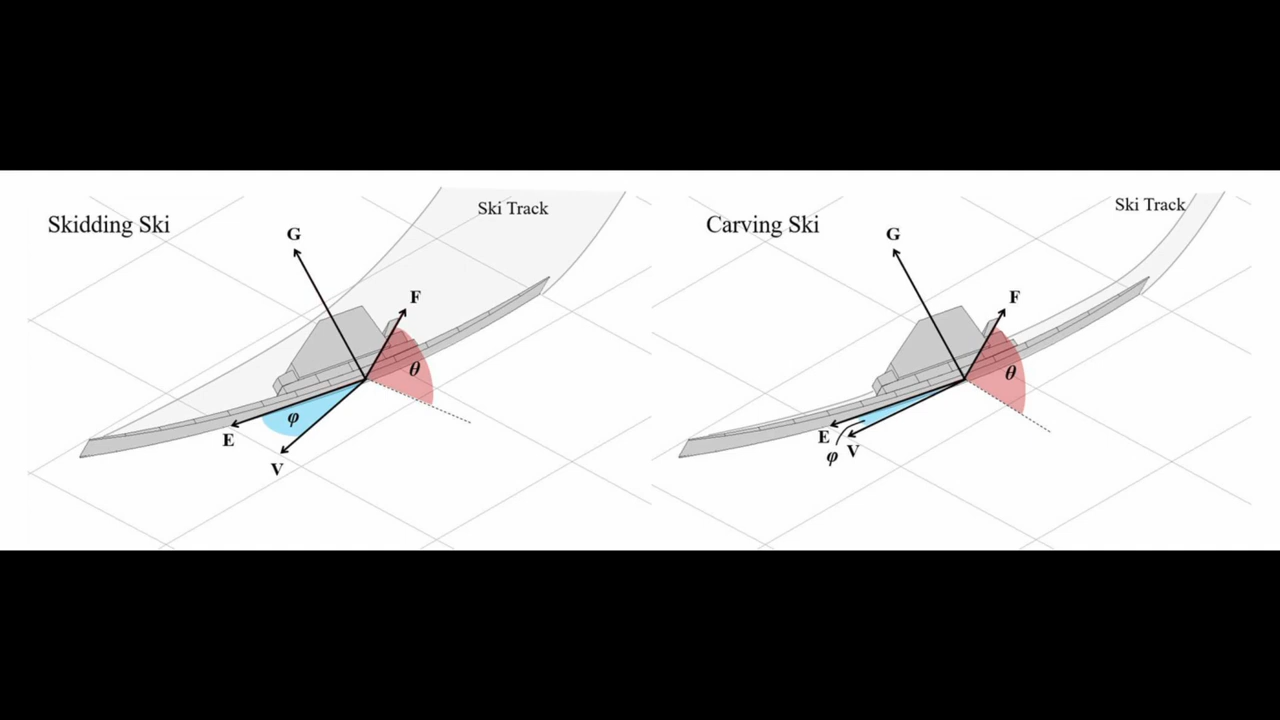 Skidding Ski
Ski Track
G
F
θ
φ
E
V
Carving Ski
Ski Track
G
F
θ
E
φ
V